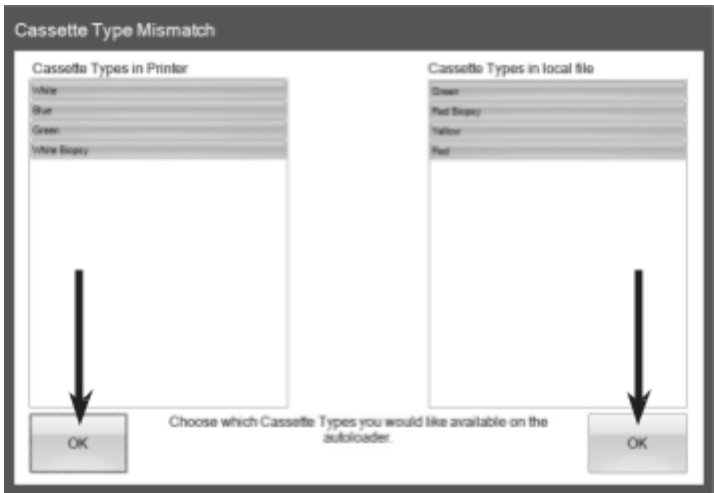 Cassette Type Mismatch
Cassette Types in Printer
White
Blue
Green
White Biopsy
Cassette Types in local file
Green
Red Biopsy
Yellow
Red
OK
Choose which Cassette Types you would like available on the
autoloader.
OK